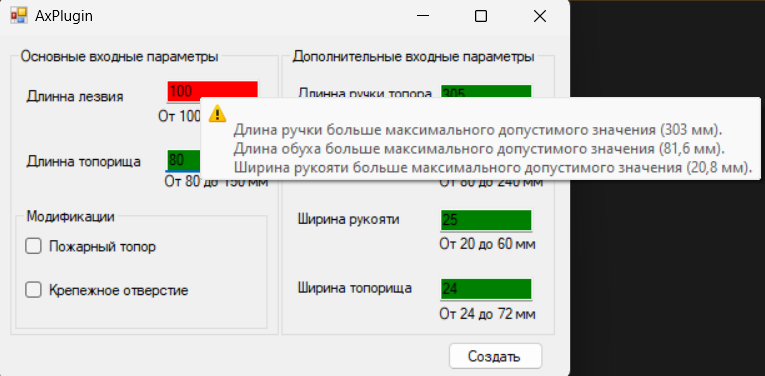 AxPlugin
Основные входные параметры
Длинна лезвия
100
От 100
Длинна топорища
80
От 80 до 150 мм
Модификации
Пожарный топор
Крепежное отверстие
Дополнительные входные параметры
Длинна ручки топора
305
Длина ручки больше максимального допустимого значения (303 мм).
Длина обуха больше максимального допустимого значения (81,6 мм).
Ширина рукояти больше максимального допустимого значения (20,8 мм).
От 80 до 240 мм
Ширина рукояти
25
От 20 до 60 мм
Ширина топорища
24
От 24 до 72 мм
Создать